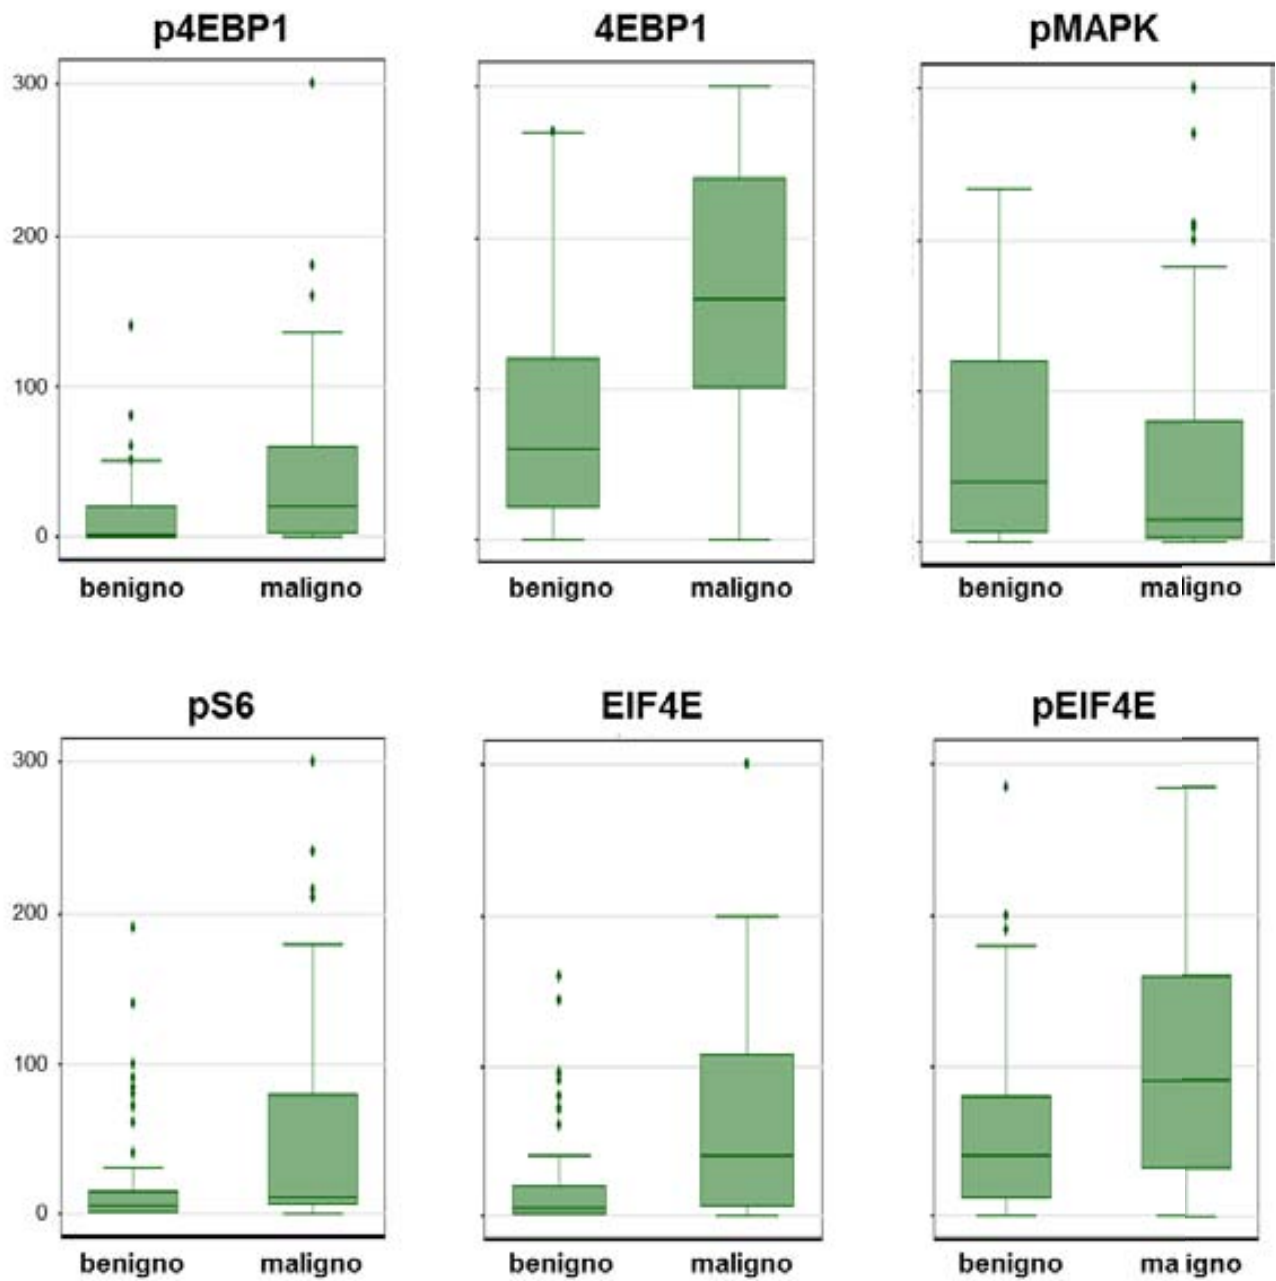 p4EBP1 4EBP1 pMAPK
300
200
100
0
benigno maligno benigno maligno benigno maligno
pS6 EIF4E pEIF4E
300
200
100
0
benigno maligno benigno maligno benigno ma igno